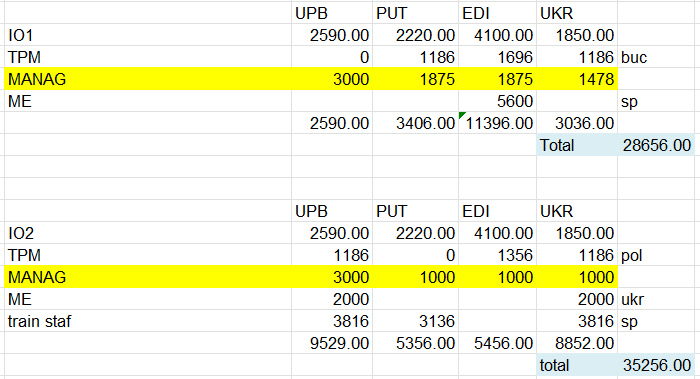 UPB PUT EDI UKR
IO1 2590.00 2220.00 4100.00 1850.00
TPM 0 1186 1696 1186 buc
MANAG 3000 1875 1875 1478
ME 5600 sp
2590.00 3406.00 11396.00 3036.00
Total 28656.00
UPB PUT EDI UKR
IO2 2590.00 2220.00 4100.00 1850.00
TPM 1186 0 1356 1186 pol
MANAG 3000 1000 1000 1000
ME 2000 2000 ukr
train staf 3816 3136 3816 sp
9529.00 5356.00 5456.00 8852.00
total 35256.00